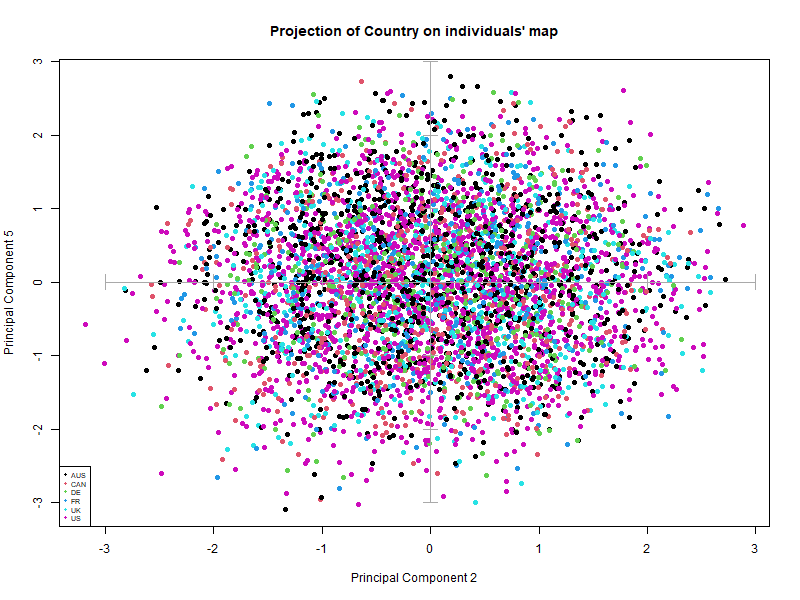 Projection of Country on individuals' map
Principal Component 5
3
2
1
0
-1
-2
-3
AUS
CAN
DE
FR
UK
US
-3
-2
-1
0
1
2
3
Principal Component 2